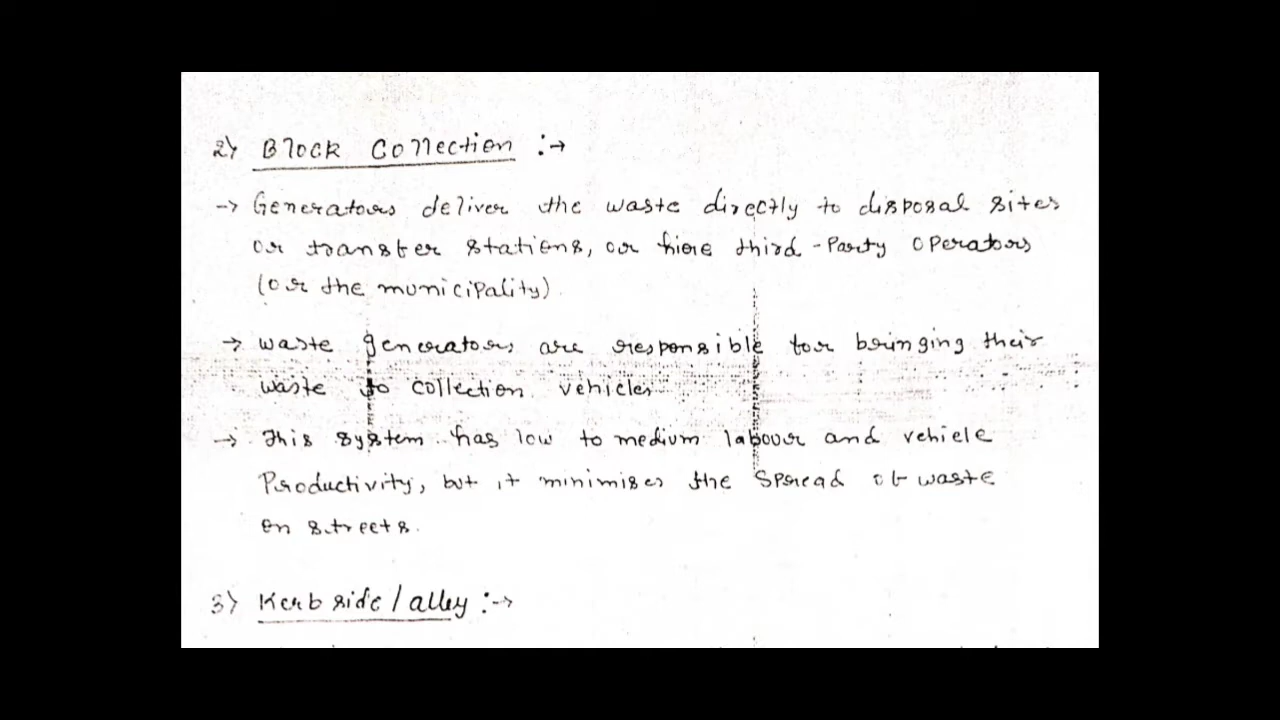 2) Block Collection :→
→ Generators deliver the waste directly to disposal sites
or transfer stations, or hire third-Party operators
(or the municipality).
→ waste generators are responsible for bringing their
waste to collection vehicles
→ This system has low to medium labour and vehicle
Productivity, but it minimises the spread of waste
on streets.
3) Kerbside/alley :→